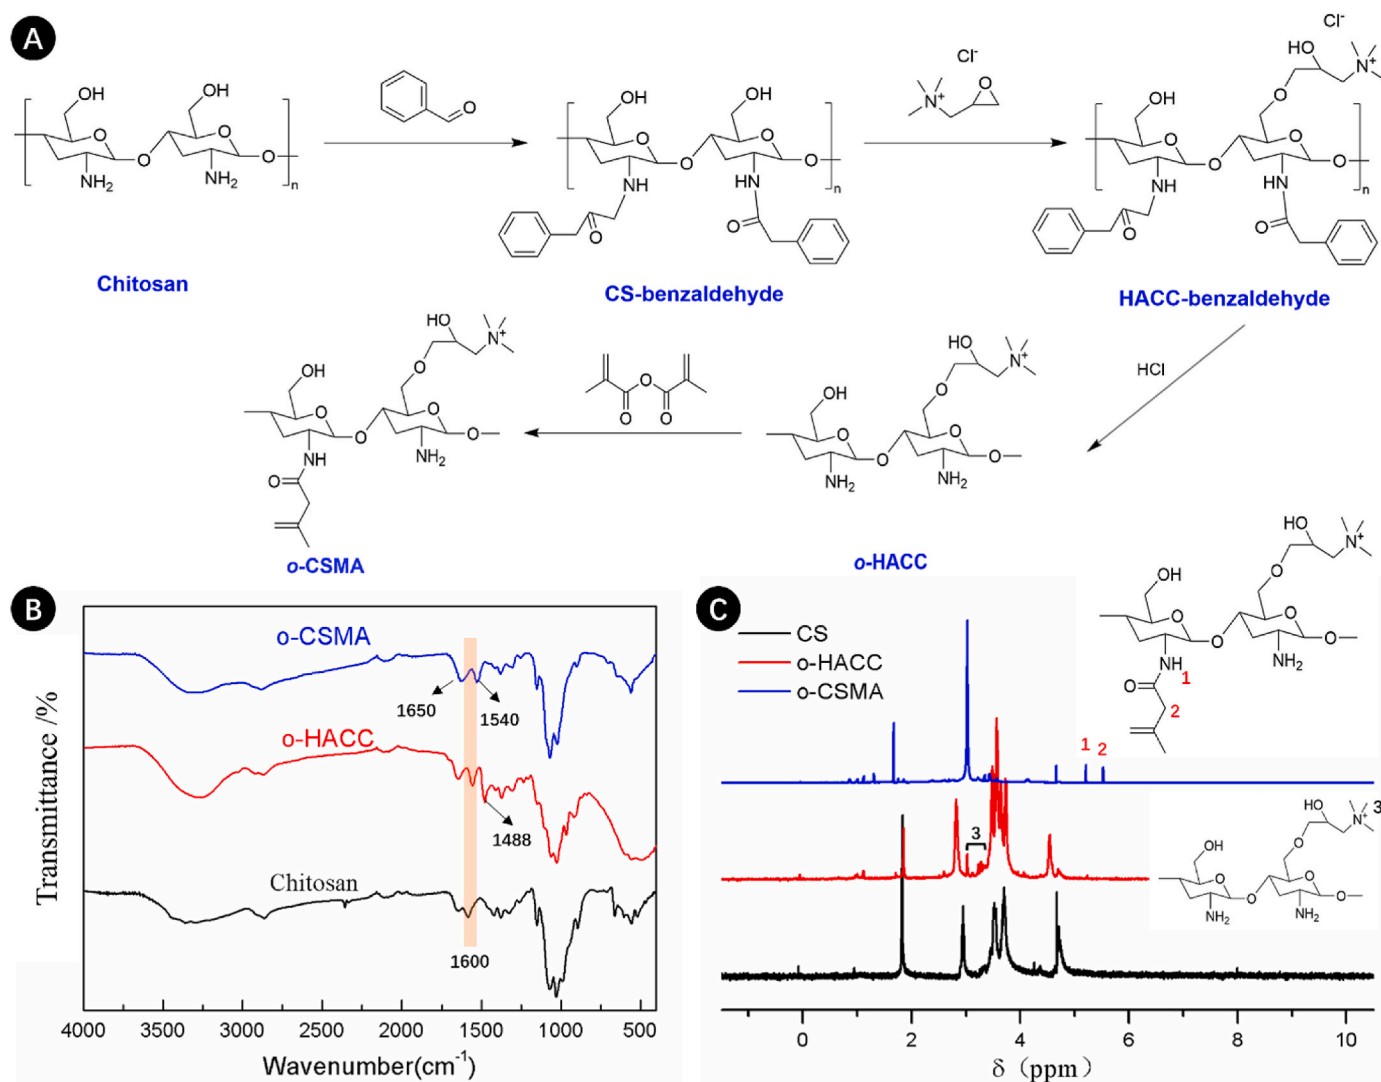 A
OH
OH
O
O
O
O
NH2
NH2
n
Chitosan
O
Cl-
N+
O
OH
OH
O
O
O
O
NH
HN
n
O
O
CS-benzaldehyde
Cl-
HO
N+
O
OH
O
O
O
O
NH
HN
n
O
O
HACC-benzaldehyde
HCl
HO
N+
O
OH
O
O
O
O
NH2
NH2
o-HACC
O
O
O
HO
N+
O
OH
O
O
O
O
NH
NH2
O
o-CSMA
B
o-CSMA
1650
1540
o-HACC
1488
Chitosan
1600
Transmittance /%
4000 3500 3000 2500 2000 1500 1000 500
Wavenumber(cm-1)
C
CS
o-HACC
o-CSMA
HO
N+
O
OH
O
O
O
O
NH
1
NH2
O
2
1 2
3
HO
N+
3
O
OH
O
O
O
O
NH2
NH2
0 2 4 6 8 10
δ (ppm)